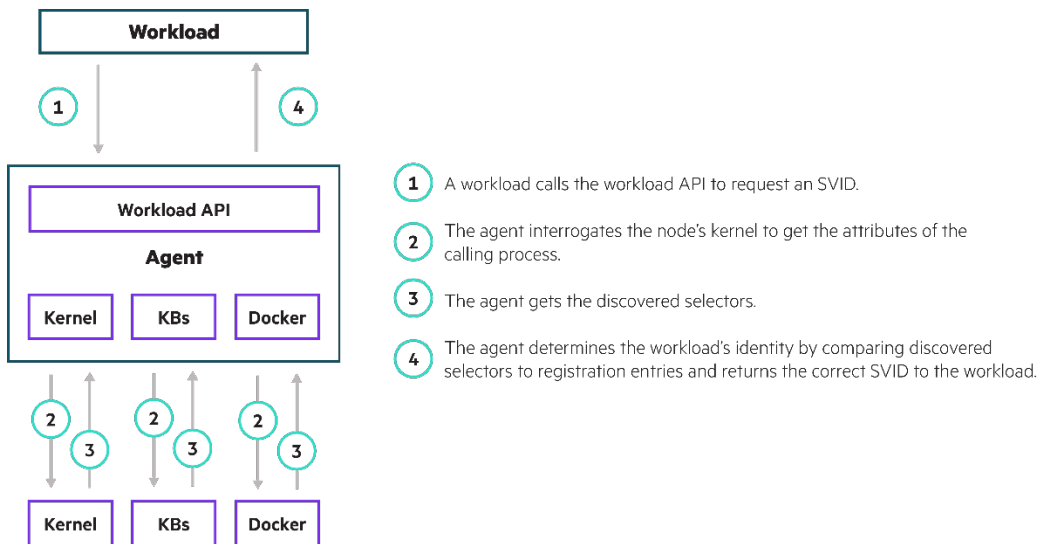 Workload
1
4
Workload API
Agent
Kernel
KBs
Docker
2
3
2
3
2
3
Kernel
KBs
Docker
1 A workload calls the workload API to request an SVID.
2 The agent interrogates the node's kernel to get the attributes of the
calling process.
3 The agent gets the discovered selectors.
4 The agent determines the workload's identity by comparing discovered
selectors to registration entries and returns the correct SVID to the workload.